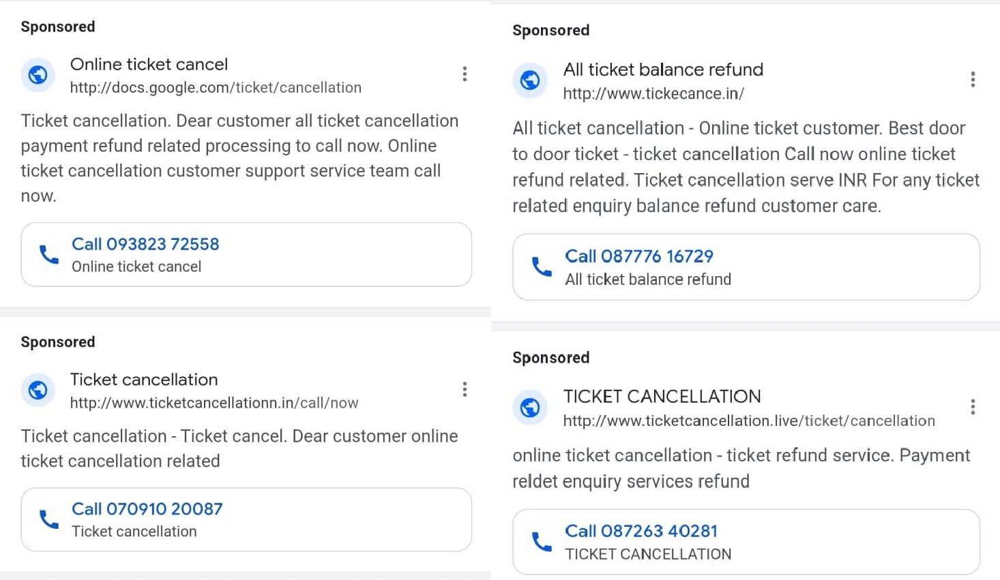 Sponsored
Online ticket cancel
http://docs.google.com/ticket/cancellation
Ticket cancellation. Dear customer all ticket cancellation
payment refund related processing to call now. Online
ticket cancellation customer support service team call
now.
Call 093823 72558
Online ticket cancel
Sponsored
Ticket cancellation
http://www.ticketcancellationn.in/call/now
Ticket cancellation - Ticket cancel. Dear customer online
ticket cancellation related
Call 070910 20087
Ticket cancellation
Sponsored
All ticket balance refund
http://www.tickecance.in/
All ticket cancellation - Online ticket customer. Best door
to door ticket - ticket cancellation Call now online ticket
refund related. Ticket cancellation serve INR For any ticket
related enquiry balance refund customer care.
Call 087776 16729
All ticket balance refund
Sponsored
TICKET CANCELLATION
http://www.ticketcancellation.live/ticket/cancellation
online ticket cancellation - ticket refund service. Payment
reldet enquiry services refund
Call 087263 40281
TICKET CANCELLATION